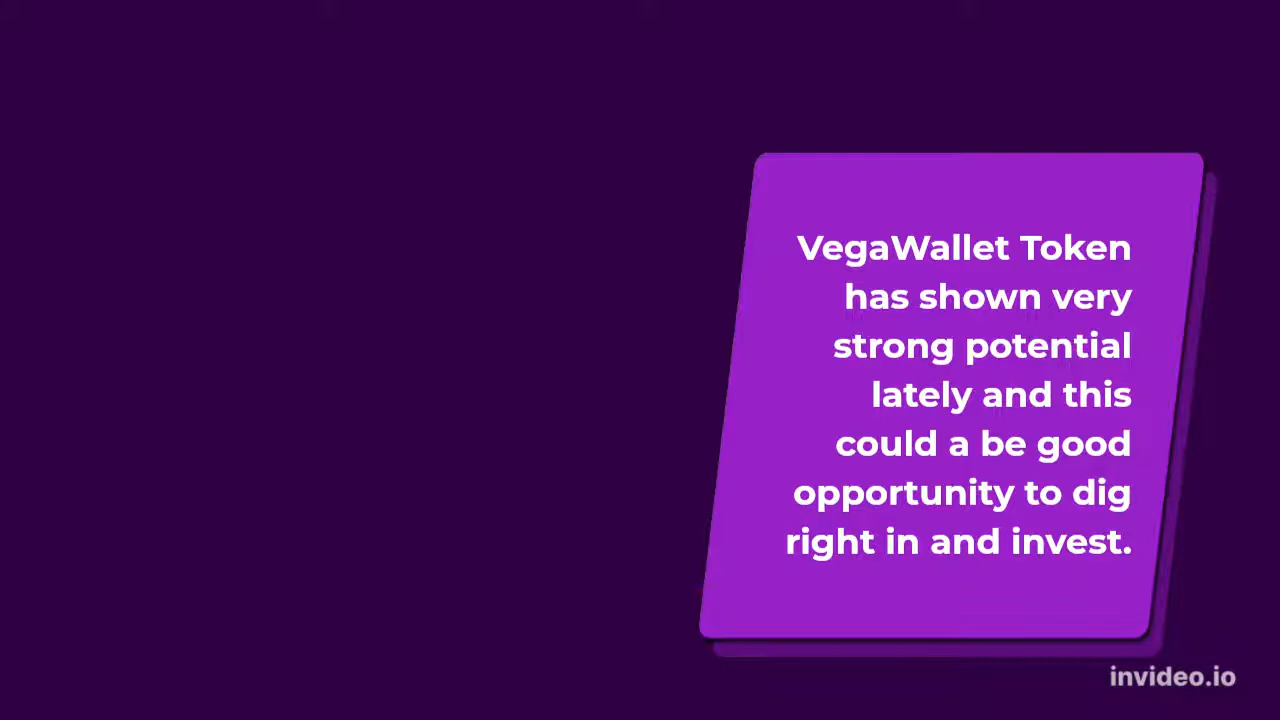 VegaWallet Token
has shown very
strong potential
lately and this
could a be good
opportunity to dig
right in and invest.
invideo.io